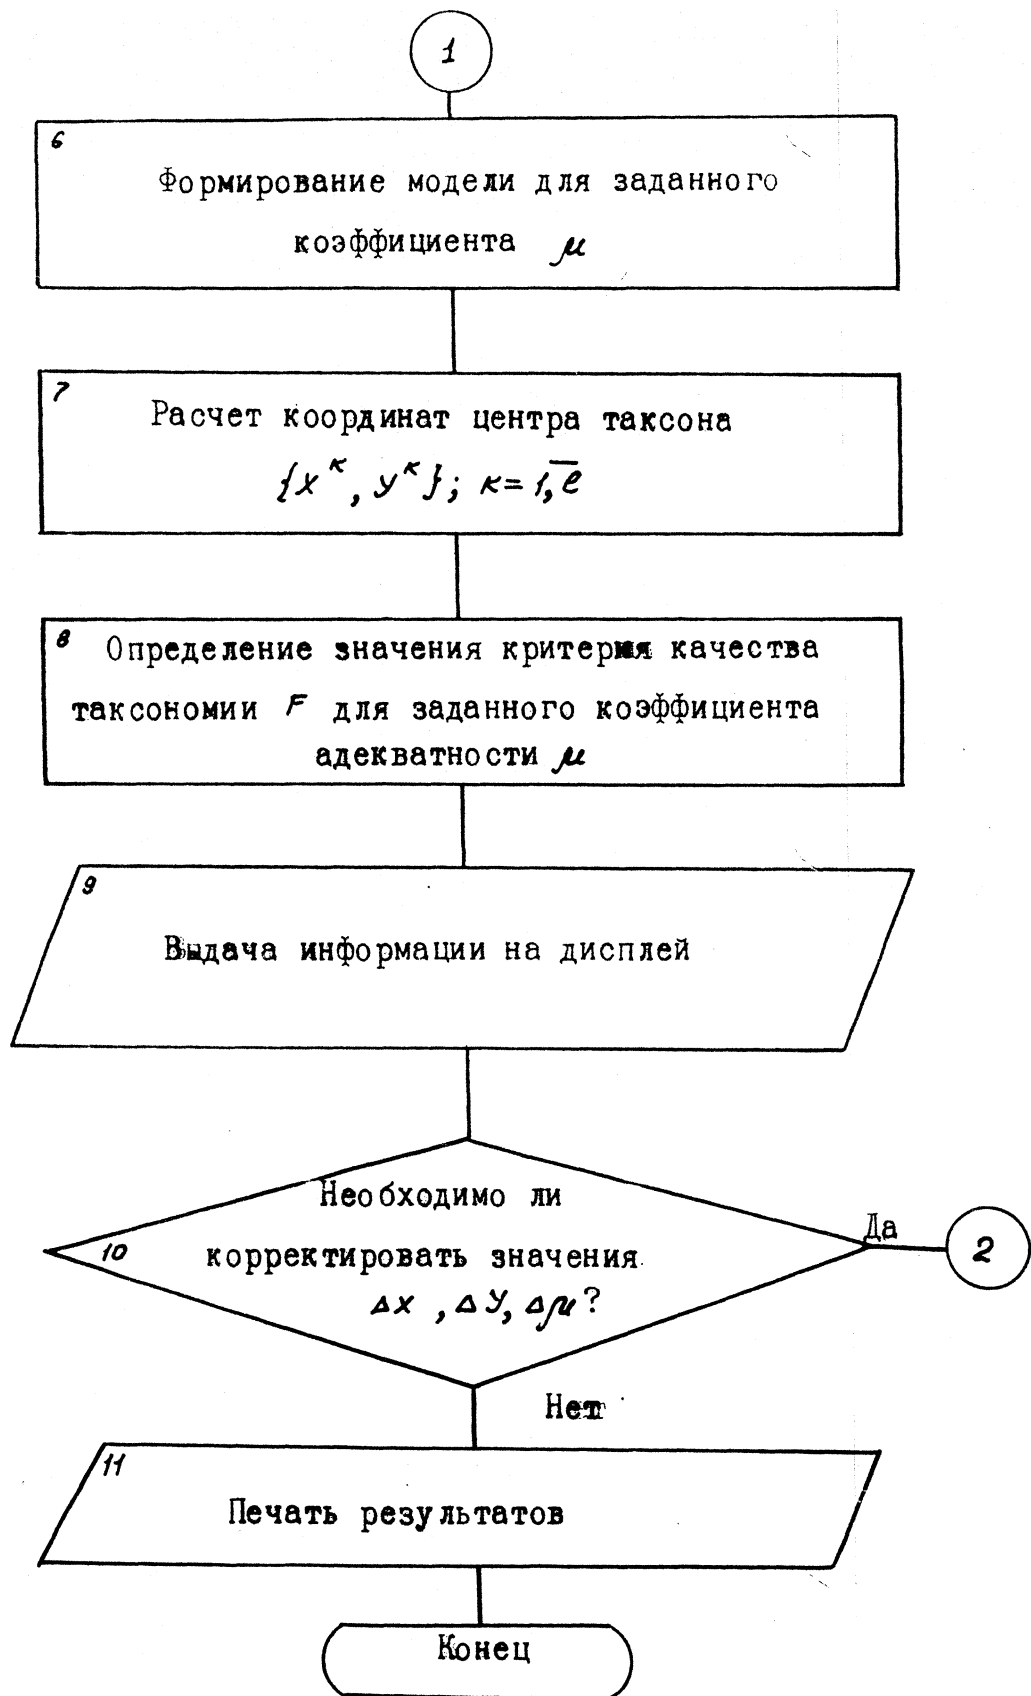 1
6
Формирование модели для заданного
коэффициента μ
7
Расчет координат центра таксона
{x^к, y^к}; к = 1, l̅
8
Определение значения критерия качества
таксономии F для заданного коэффициента
адекватности μ
9
Выдача информации на дисплей
Необходимо ли
10
корректировать значения
Δx , Δy, Δμ?
Да
2
Нет
11
Печать результатов
Конец